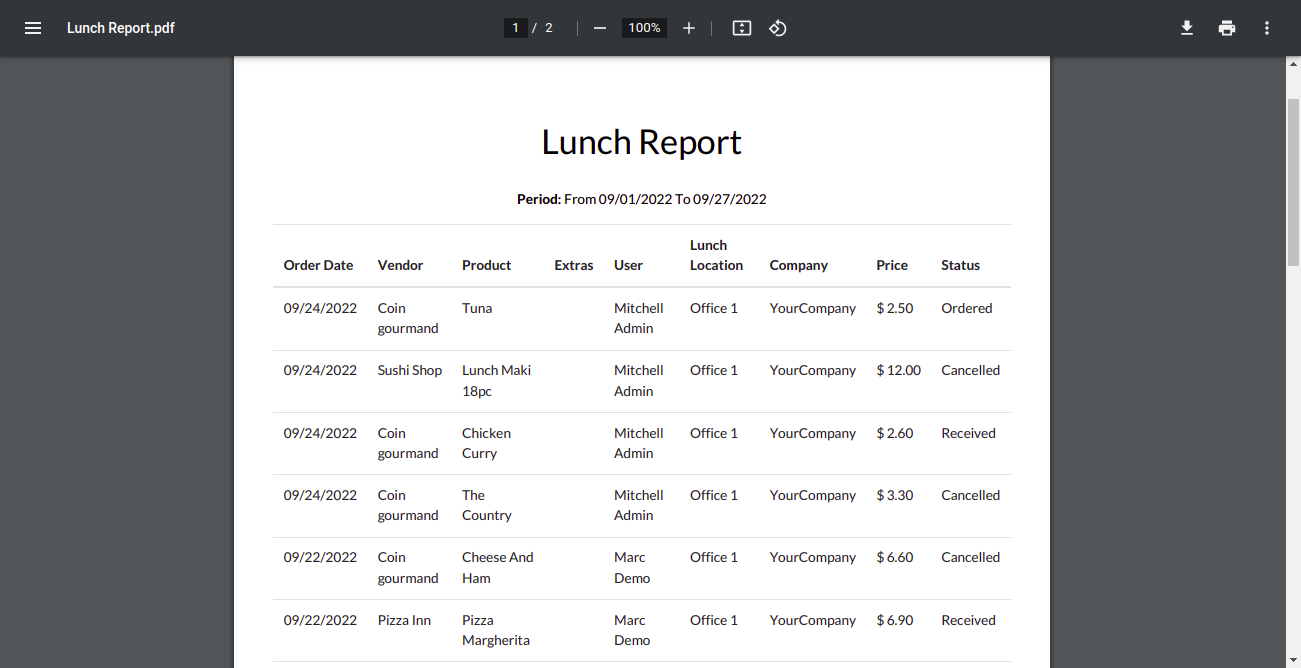 Lunch Report.pdf
1 / 2
100%
Lunch Report
Period: From 09/01/2022 To 09/27/2022
Order Date Vendor Product Extras User Lunch Location Company Price Status
09/24/2022 Coin gourmand Tuna Mitchell Admin Office 1 YourCompany $ 2.50 Ordered
09/24/2022 Sushi Shop Lunch Maki 18pc Mitchell Admin Office 1 YourCompany $ 12.00 Cancelled
09/24/2022 Coin gourmand Chicken Curry Mitchell Admin Office 1 YourCompany $ 2.60 Received
09/24/2022 Coin gourmand The Country Mitchell Admin Office 1 YourCompany $ 3.30 Cancelled
09/22/2022 Coin gourmand Cheese And Ham Marc Demo Office 1 YourCompany $ 6.60 Cancelled
09/22/2022 Pizza Inn Pizza Margherita Marc Demo Office 1 YourCompany $ 6.90 Received